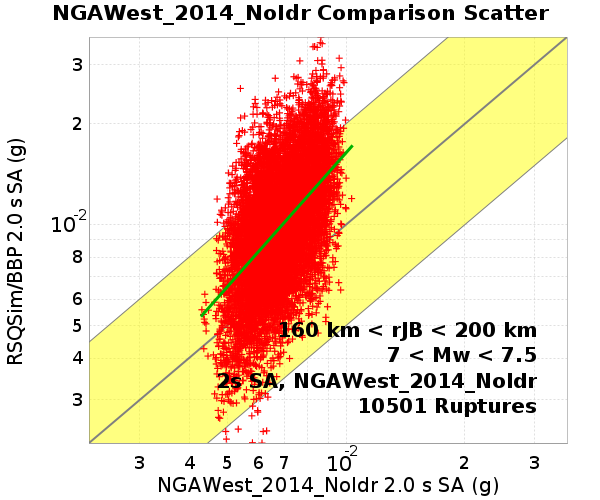 NGAWest_2014_NoIdr Comparison Scatter
RSQSim/BBP 2.0 s SA (g)
3
2
10-2
8
6
5
4
3
160 km < rJB < 200 km
7 < Mw < 7.5
2s SA, NGAWest_2014_NoIdr
10501 Ruptures
3 4 5 6 7 10-2 2 3
NGAWest_2014_NoIdr 2.0 s SA (g)